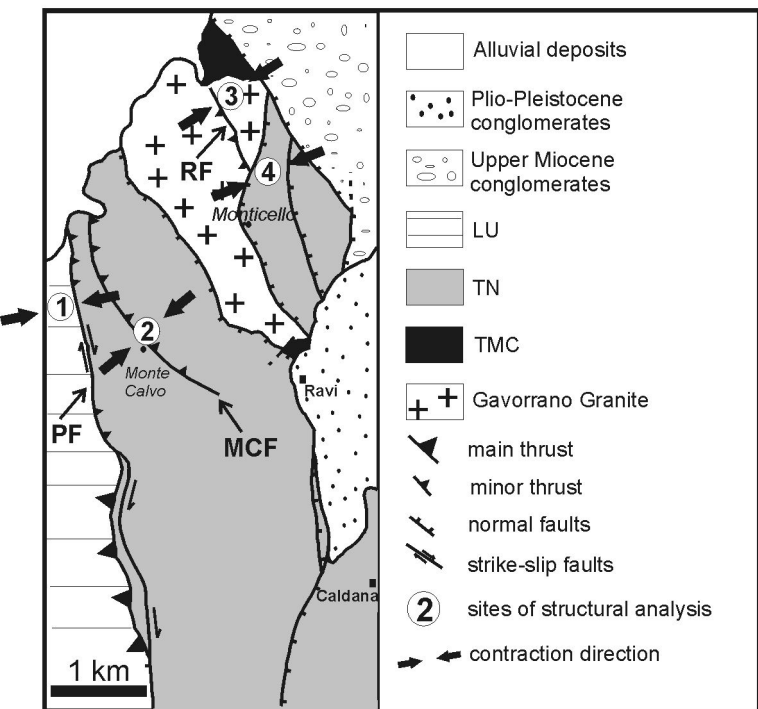 3
RF
4
Monticello
1
2
Monte
Calvo
Ravi
PF
MCF
Caldana
1 km
Alluvial deposits
Plio-Pleistocene
conglomerates
Upper Miocene
conglomerates
LU
TN
TMC
Gavorrano Granite
main thrust
minor thrust
normal faults
strike-slip faults
2
sites of structural analysis
contraction direction